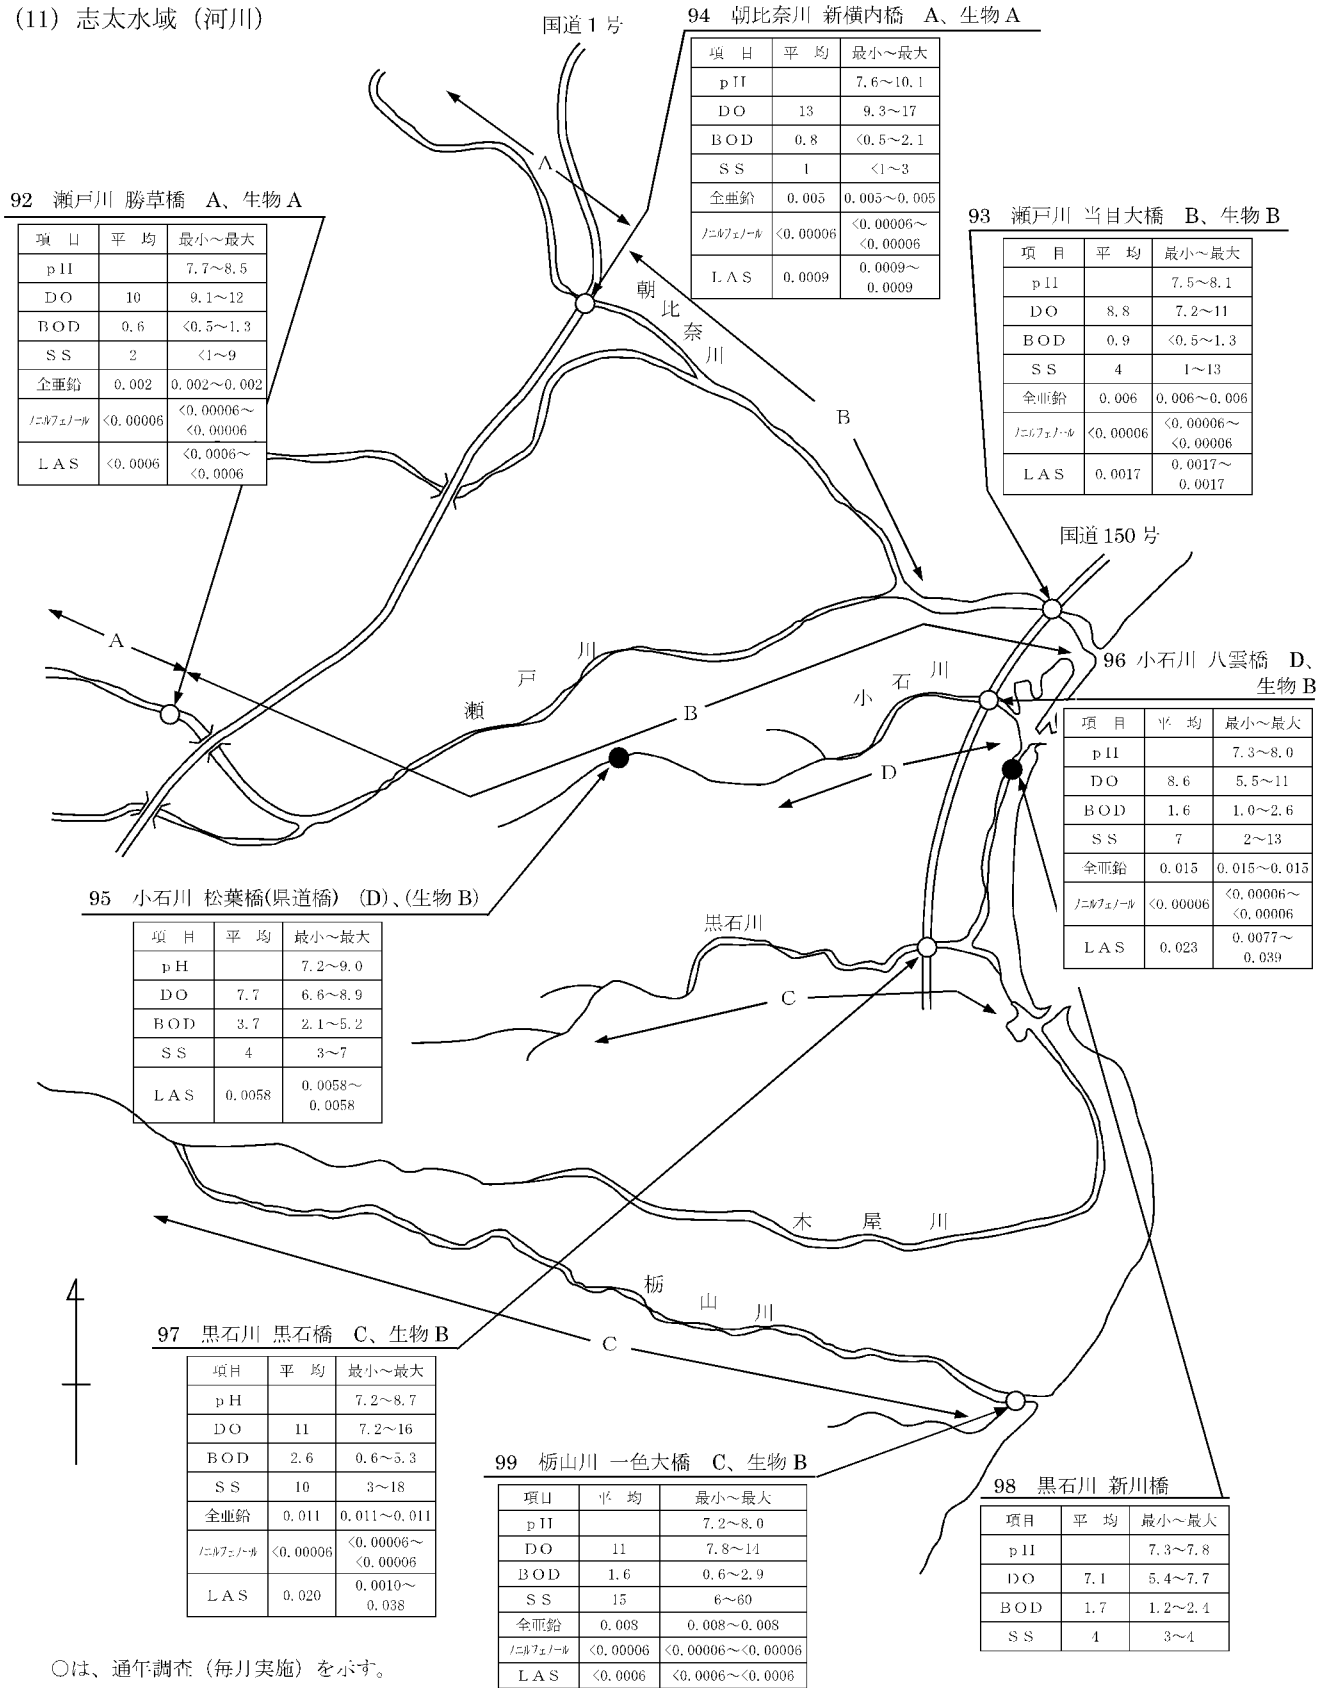 (11) 志太水域（河川）
国道1号
94 朝比奈川 新横内橋 A、生物A
項目 平均 最小～最大
pH 7.6～10.1
DO 13 9.3～17
BOD 0.8 <0.5～2.1
SS 1 <1～3
全亜鉛 0.005 0.005～0.005
ノニルフェノール <0.00006 <0.00006～
<0.00006
LAS 0.0009 0.0009～
0.0009
A
92 瀬戸川 勝草橋 A、生物A
項目 平均 最小～最大
pH 7.7～8.5
DO 10 9.1～12
BOD 0.6 <0.5～1.3
SS 2 <1～9
全亜鉛 0.002 0.002～0.002
ノニルフェノール <0.00006 <0.00006～
<0.00006
LAS <0.0006 <0.0006～
<0.0006
93 瀬戸川 当目大橋 B、生物B
項目 平均 最小～最大
pH 7.5～8.1
DO 8.8 7.2～11
BOD 0.9 <0.5～1.3
SS 4 1～13
全亜鉛 0.006 0.006～0.006
ノニルフェノール <0.00006 <0.00006～
<0.00006
LAS 0.0017 0.0017～
0.0017
朝比奈川
B
国道150号
A
瀬戸川
B
小石川
D
96 小石川 八雲橋 D、
生物B
項目 平均 最小～最大
pH 7.3～8.0
DO 8.6 5.5～11
BOD 1.6 1.0～2.6
SS 7 2～13
全亜鉛 0.015 0.015～0.015
ノニルフェノール <0.00006 <0.00006～
<0.00006
LAS 0.023 0.0077～
0.039
95 小石川 松葉橋(県道橋) (D)、(生物B)
項目 平均 最小～最大
pH 7.2～9.0
DO 7.7 6.6～8.9
BOD 3.7 2.1～5.2
SS 4 3～7
LAS 0.0058 0.0058～
0.0058
黒石川
C
木屋川
栃山川
C
97 黒石川 黒石橋 C、生物B
項目 平均 最小～最大
pH 7.2～8.7
DO 11 7.2～16
BOD 2.6 0.6～5.3
SS 10 3～18
全亜鉛 0.011 0.011～0.011
ノニルフェノール <0.00006 <0.00006～
<0.00006
LAS 0.020 0.0010～
0.038
99 栃山川 一色大橋 C、生物B
項目 平均 最小～最大
pH 7.2～8.0
DO 11 7.8～14
BOD 1.6 0.6～2.9
SS 15 6～60
全亜鉛 0.008 0.008～0.008
ノニルフェノール <0.00006 <0.00006～<0.00006
LAS <0.0006 <0.0006～<0.0006
98 黒石川 新川橋
項目 平均 最小～最大
pH 7.3～7.8
DO 7.1 5.4～7.7
BOD 1.7 1.2～2.4
SS 4 3～4
○は、通年調査（毎月実施）を示す。